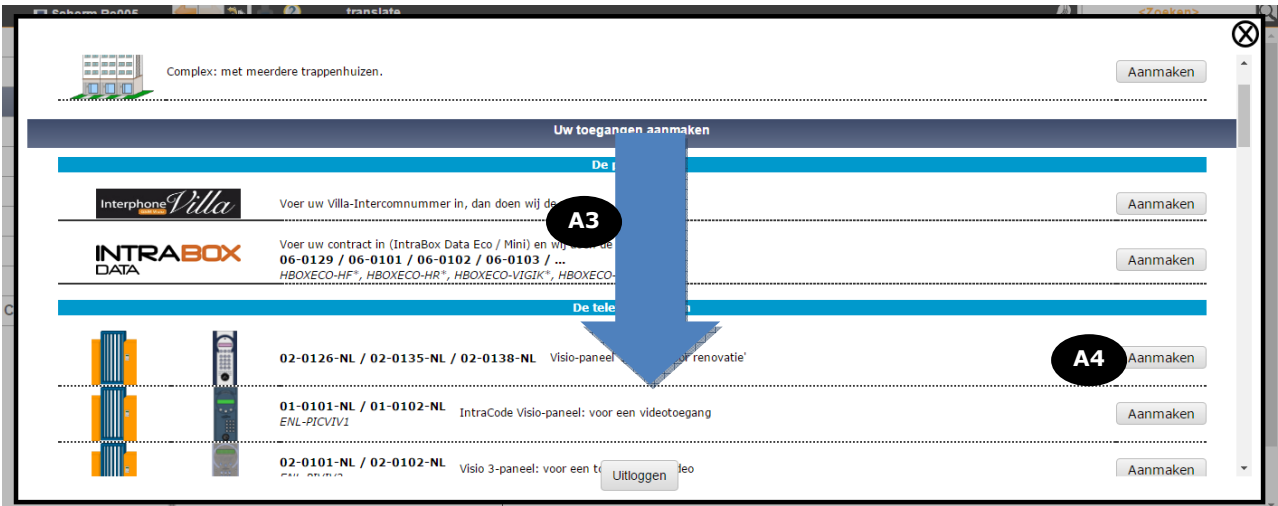 translate
<Zoeken>
Complex: met meerdere trappenhuizen.
Aanmaken
Uw toegangen aanmaken
De
Interphone Villa
Voer uw Villa-Intercomnummer in, dan doen wij de
Aanmaken
A3
INTRABOX
DATA
Voer uw contract in (IntraBox Data Eco / Mini) en wij
06-0129 / 06-0101 / 06-0102 / 06-0103 / ...
HBOXECO-HF*, HBOXECO-HR*, HBOXECO-VIGIK*, HBOXECO-
Aanmaken
De
02-0126-NL / 02-0135-NL / 02-0138-NL Visio-paneel renovatie'
A4
Aanmaken
01-0101-NL / 01-0102-NL
ENL-PICVIV1
IntraCode Visio-paneel: voor een videotoegang
Aanmaken
02-0101-NL / 02-0102-NL
Visio 3-paneel: voor een
Aanmaken
Uitloggen